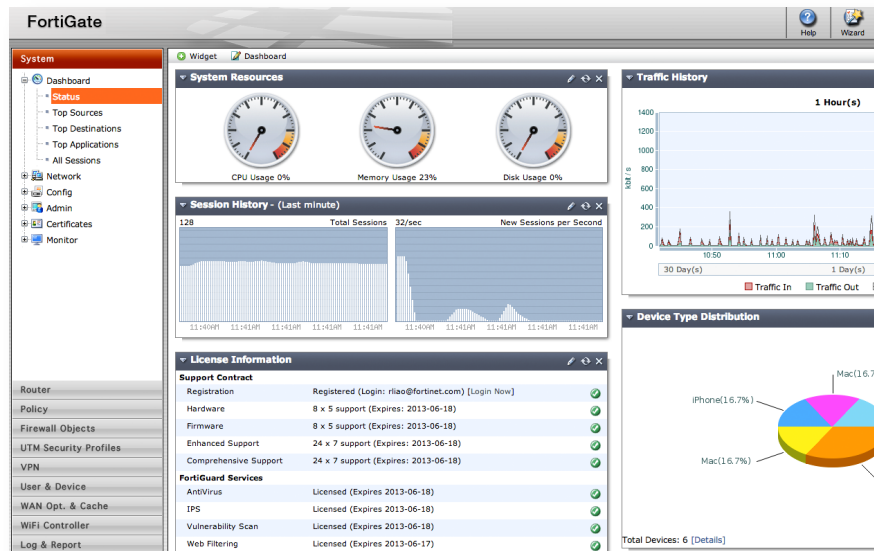 FortiGate
Help
Wizard
System
Dashboard
Status
Top Sources
Top Destinations
Top Applications
All Sessions
Network
Config
Admin
Certificates
Monitor
Router
Policy
Firewall Objects
UTM Security Profiles
VPN
User & Device
WAN Opt. & Cache
WiFi Controller
Log & Report
Widget Dashboard
System Resources
CPU Usage 0% Memory Usage 23% Disk Usage 0%
Session History - (Last minute)
128 Total Sessions 32/sec New Sessions per Second
11:40AM 11:41AM 11:41AM 11:41AM 11:41AM 11:40AM 11:41AM 11:41AM 11:41AM 11:41AM
License Information
Support Contract
Registration Registered (Login: rliao@fortinet.com) [Login Now]
Hardware 8 x 5 support (Expires: 2013-06-18)
Firmware 8 x 5 support (Expires: 2013-06-18)
Enhanced Support 24 x 7 support (Expires: 2013-06-18)
Comprehensive Support 24 x 7 support (Expires: 2013-06-18)
FortiGuard Services
AntiVirus Licensed (Expires 2013-06-18)
IPS Licensed (Expires 2013-06-18)
Vulnerability Scan Licensed (Expires 2013-06-18)
Web Filtering Licensed (Expires 2013-06-17)
Traffic History
1 Hour(s)
kbit / s
1400
1200
1000
800
600
400
200
0
10:50 11:00 11:10
30 Day(s) 1 Day(s)
Traffic In Traffic Out
Device Type Distribution
Mac(16.7
iPhone(16.7%)
Mac(16.7%)
Total Devices: 6 [Details]